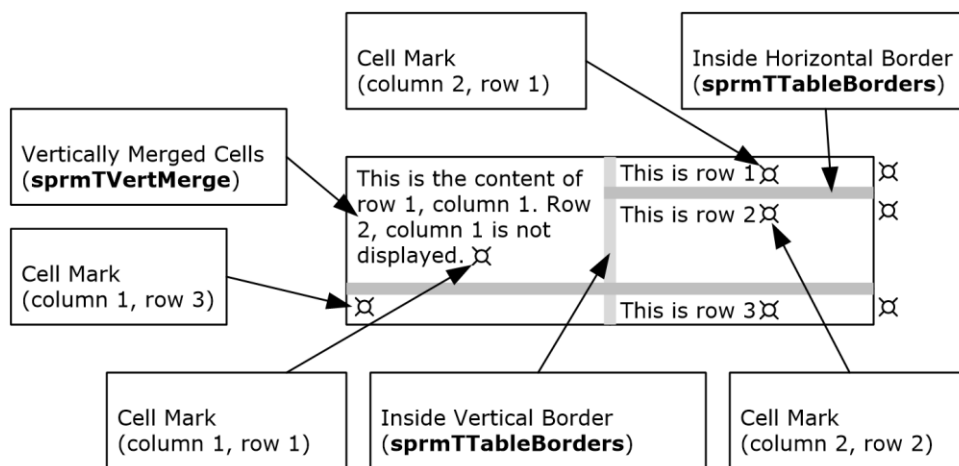 Cell Mark
(column 2, row 1)
Inside Horizontal Border
(sprmTTableBorders)
Vertically Merged Cells
(sprmTVertMerge)
This is the content of
row 1, column 1. Row
2, column 1 is not
displayed.
This is row 1
This is row 2
Cell Mark
(column 1, row 3)
This is row 3
Cell Mark
(column 1, row 1)
Inside Vertical Border
(sprmTTableBorders)
Cell Mark
(column 2, row 2)